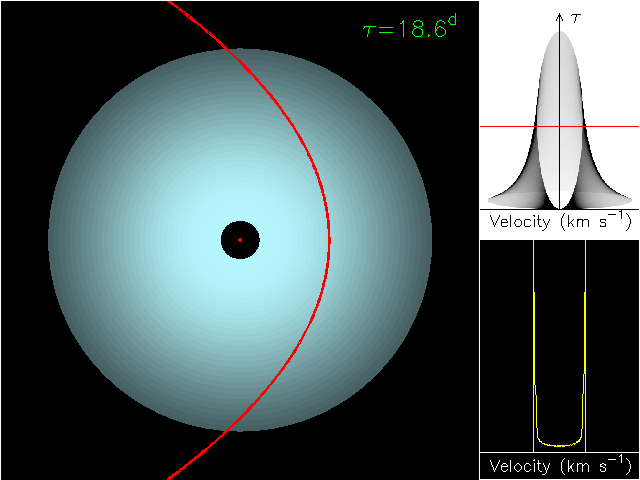 τ=18.6ᵈ
τ
Velocity (km s⁻¹)
Velocity (km s⁻¹)